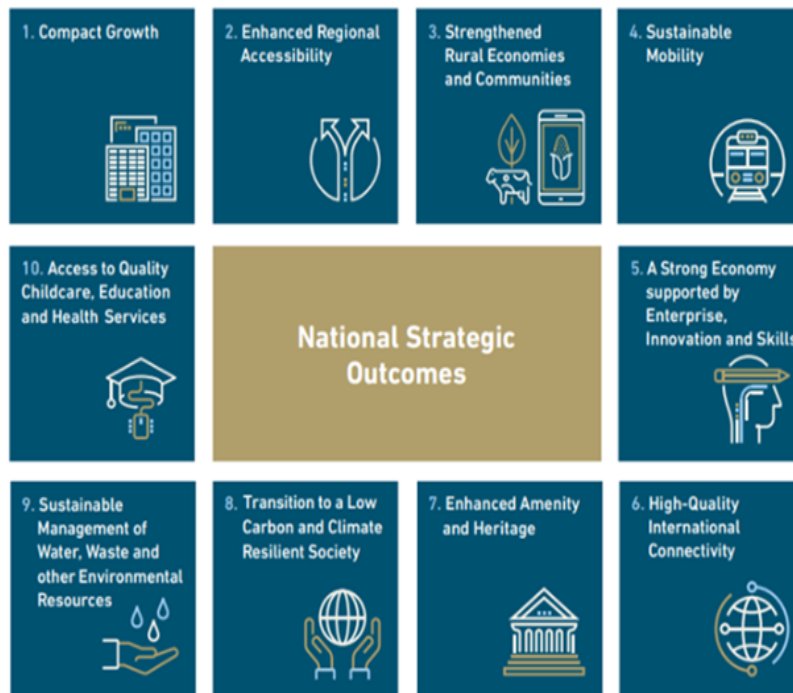 1. Compact Growth
2. Enhanced Regional
Accessibility
3. Strengthened
Rural Economies
and Communities
4. Sustainable
Mobility
10. Access to Quality
Childcare, Education
and Health Services
National Strategic
Outcomes
5. A Strong Economy
supported by
Enterprise,
Innovation and Skills
9. Sustainable
Management of
Water, Waste and
other Environmental
Resources
8. Transition to a Low
Carbon and Climate
Resilient Society
7. Enhanced Amenity
and Heritage
6. High-Quality
International
Connectivity